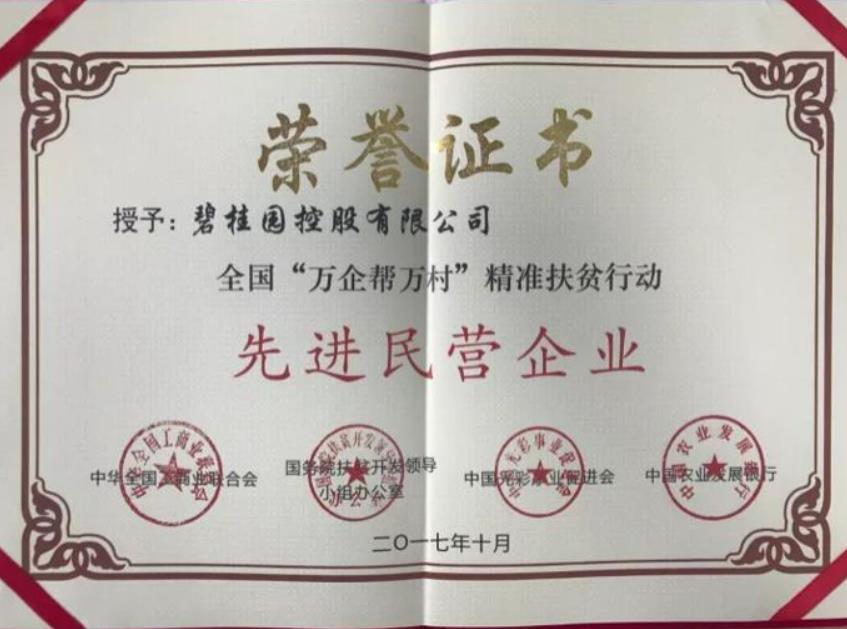 荣誉证书
授予：碧桂园控股有限公司
全国“万企帮万村”精准扶贫行动
先进民营企业
中华全国工商业联合会
国务院扶贫开发领导
小组办公室
中国光彩事业促进会
中国农业发展银行
二〇一七年十月